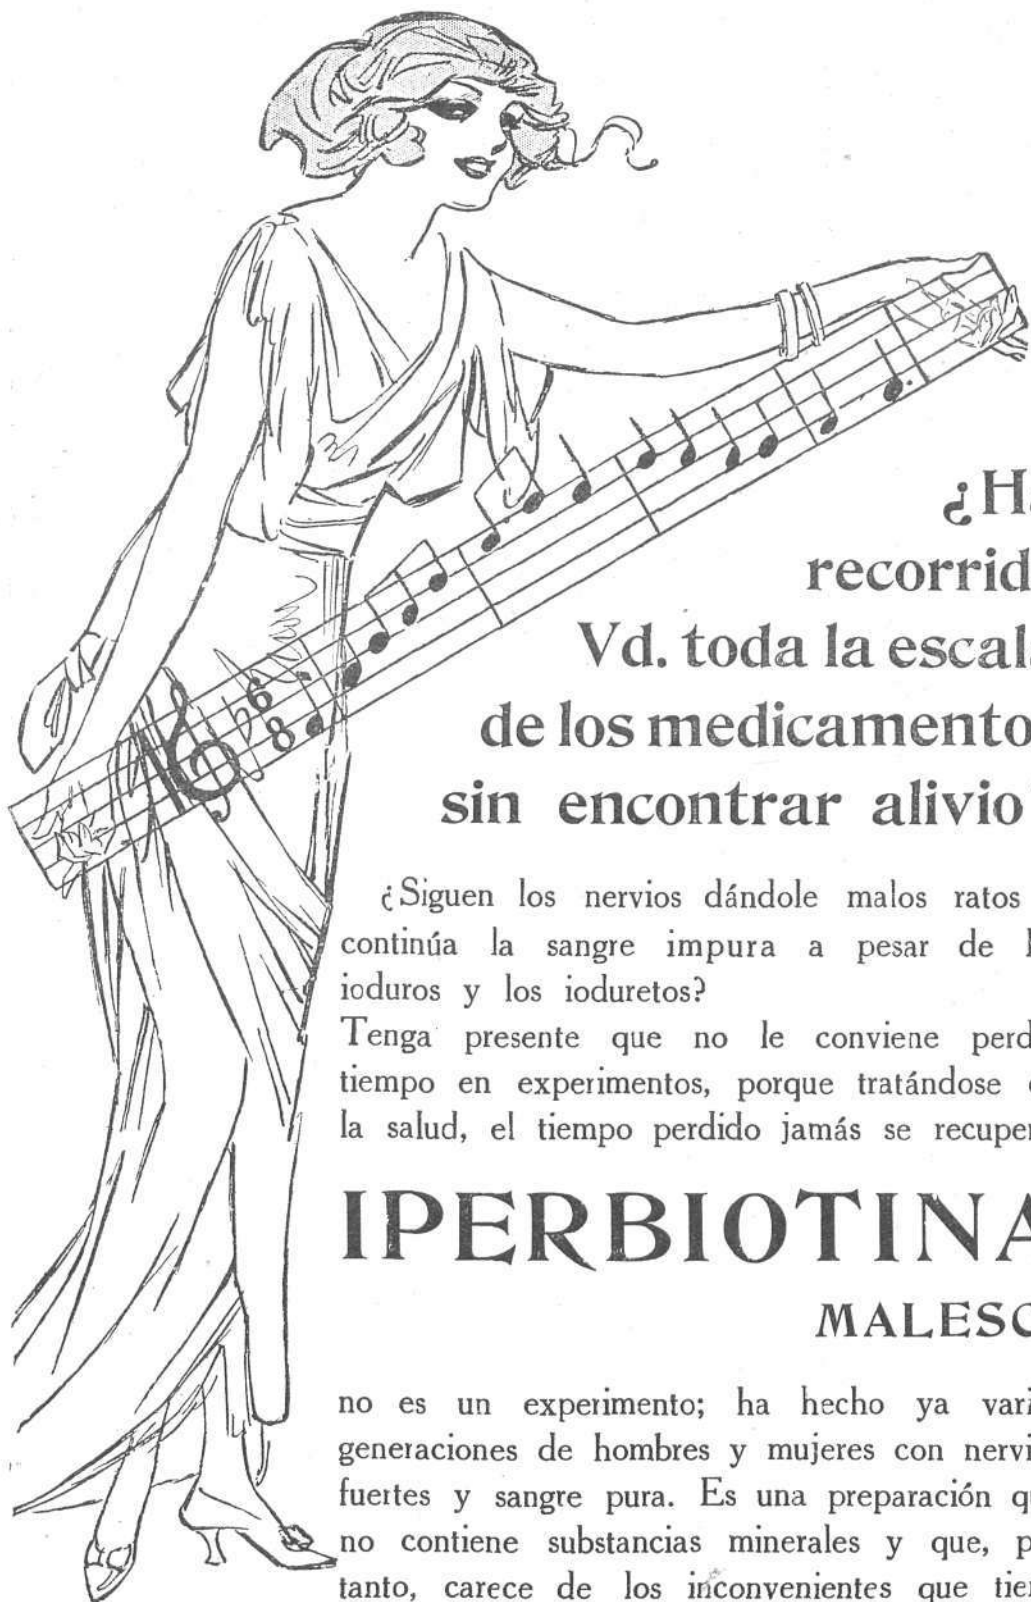 ¿Ha
recorrid
Vd. toda la escal
de los medicamento
sin encontrar alivio
¿Siguen los nervios dándole malos ratos
continúa la sangre impura a pesar de l
ioduros y los ioduretos?
Tenga presente que no le conviene perd
tiempo en experimentos, porque tratándose
la salud, el tiempo perdido jamás se recuper
IPERBIOTINA
MALESC
no es un experimento; ha hecho ya vari
generaciones de hombres y mujeres con nervi
fuertes y sangre pura. Es una preparación qu
no contiene substancias minerales y que, p
tanto, carece de los inconvenientes que tien
6
8